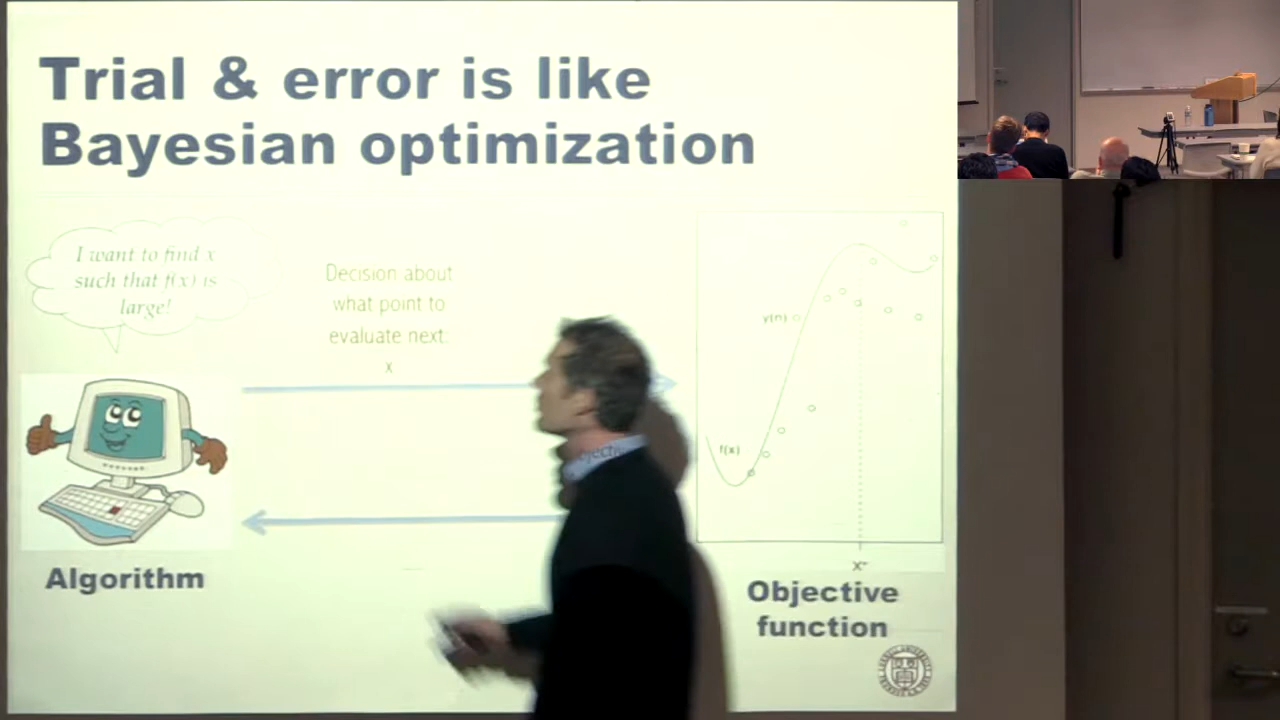 Trial & error is like
Bayesian optimization
I want to find x
such that f(x) is
large!
Decision about
what point to
evaluate next:
x
y(n)
f(x)
x*
Algorithm
Objective
function